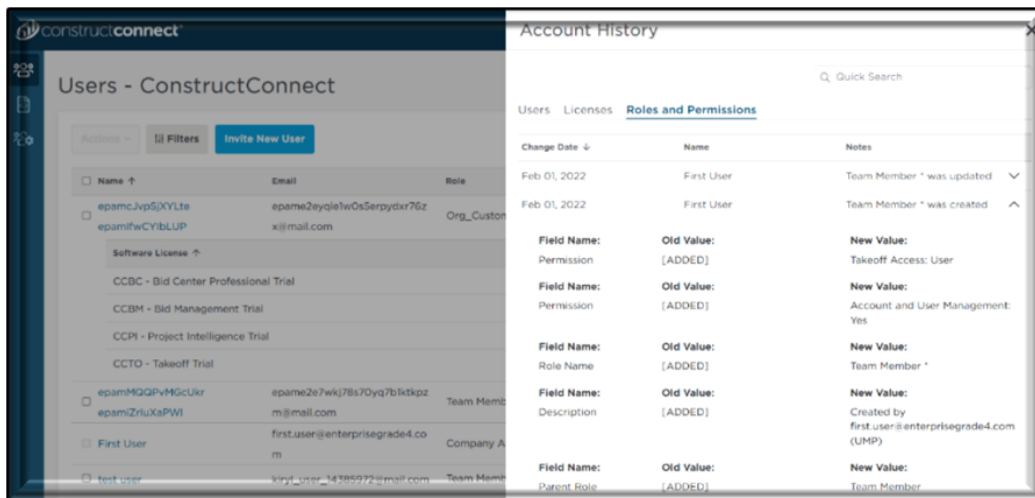 constructconnect
Users - ConstructConnect
Actions
Filters
Invite New User
Name ↑ Email Role
epamcJvpSjXYLte epame2eyqle1w0sSerpydxr76z Org_Custom
epamlfwCYlbLUP x@mail.com
Software License ↑
CCBC - Bid Center Professional Trial
CCBM - Bid Management Trial
CCPI - Project Intelligence Trial
CCTO - Takeoff Trial
epamMQQPvMGcUkr epame2e7wkj78s70yq7b1ktkpz Team Memb
epamiZrluXaPWl m@mail.com
First User first.user@enterprisegrade4.co Company A
m
test user kiryl_user_14385972@mail.com Team Memb
Account History
Quick Search
Users Licenses Roles and Permissions
Change Date ↓ Name Notes
Feb 01, 2022 First User Team Member * was updated
Feb 01, 2022 First User Team Member * was created
Field Name: Old Value: New Value:
Permission [ADDED] Takeoff Access: User
Field Name: Old Value: New Value:
Permission [ADDED] Account and User Management:
Yes
Field Name: Old Value: New Value:
Role Name [ADDED] Team Member *
Field Name: Old Value: New Value:
Description [ADDED] Created by
first.user@enterprisegrade4.com
(UMP)
Field Name: Old Value: New Value:
Parent Role [ADDED] Team Member